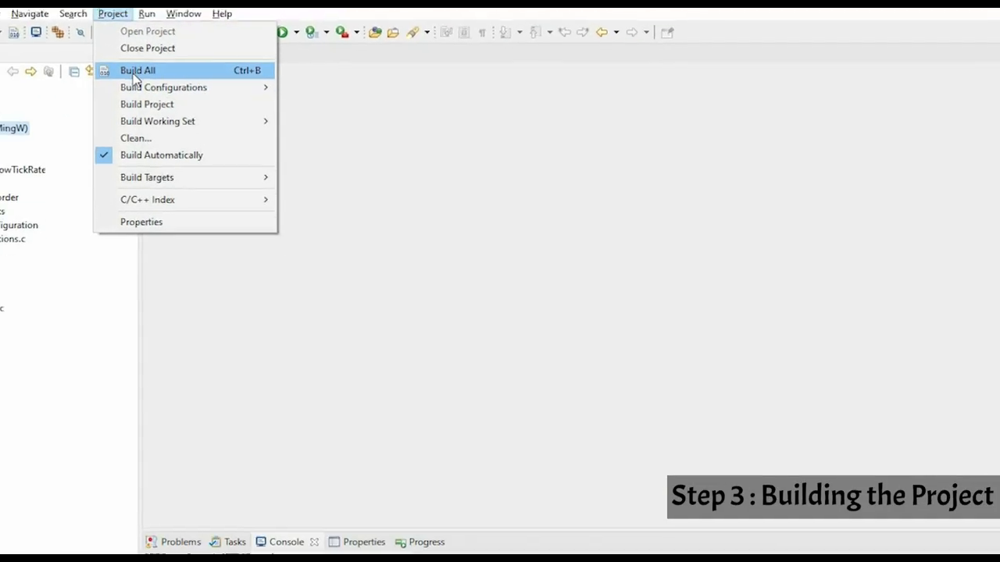 Navigate Search Project Run Window Help
Open Project
Close Project
Build All Ctrl+B
Build Configurations
Build Project
Build Working Set
Clean...
Build Automatically
Build Targets
C/C++ Index
Properties
MingW)
owTickRate
order
ts
iguration
tions.c
c
Step 3 : Building the Project
Problems Tasks Console Properties Progress